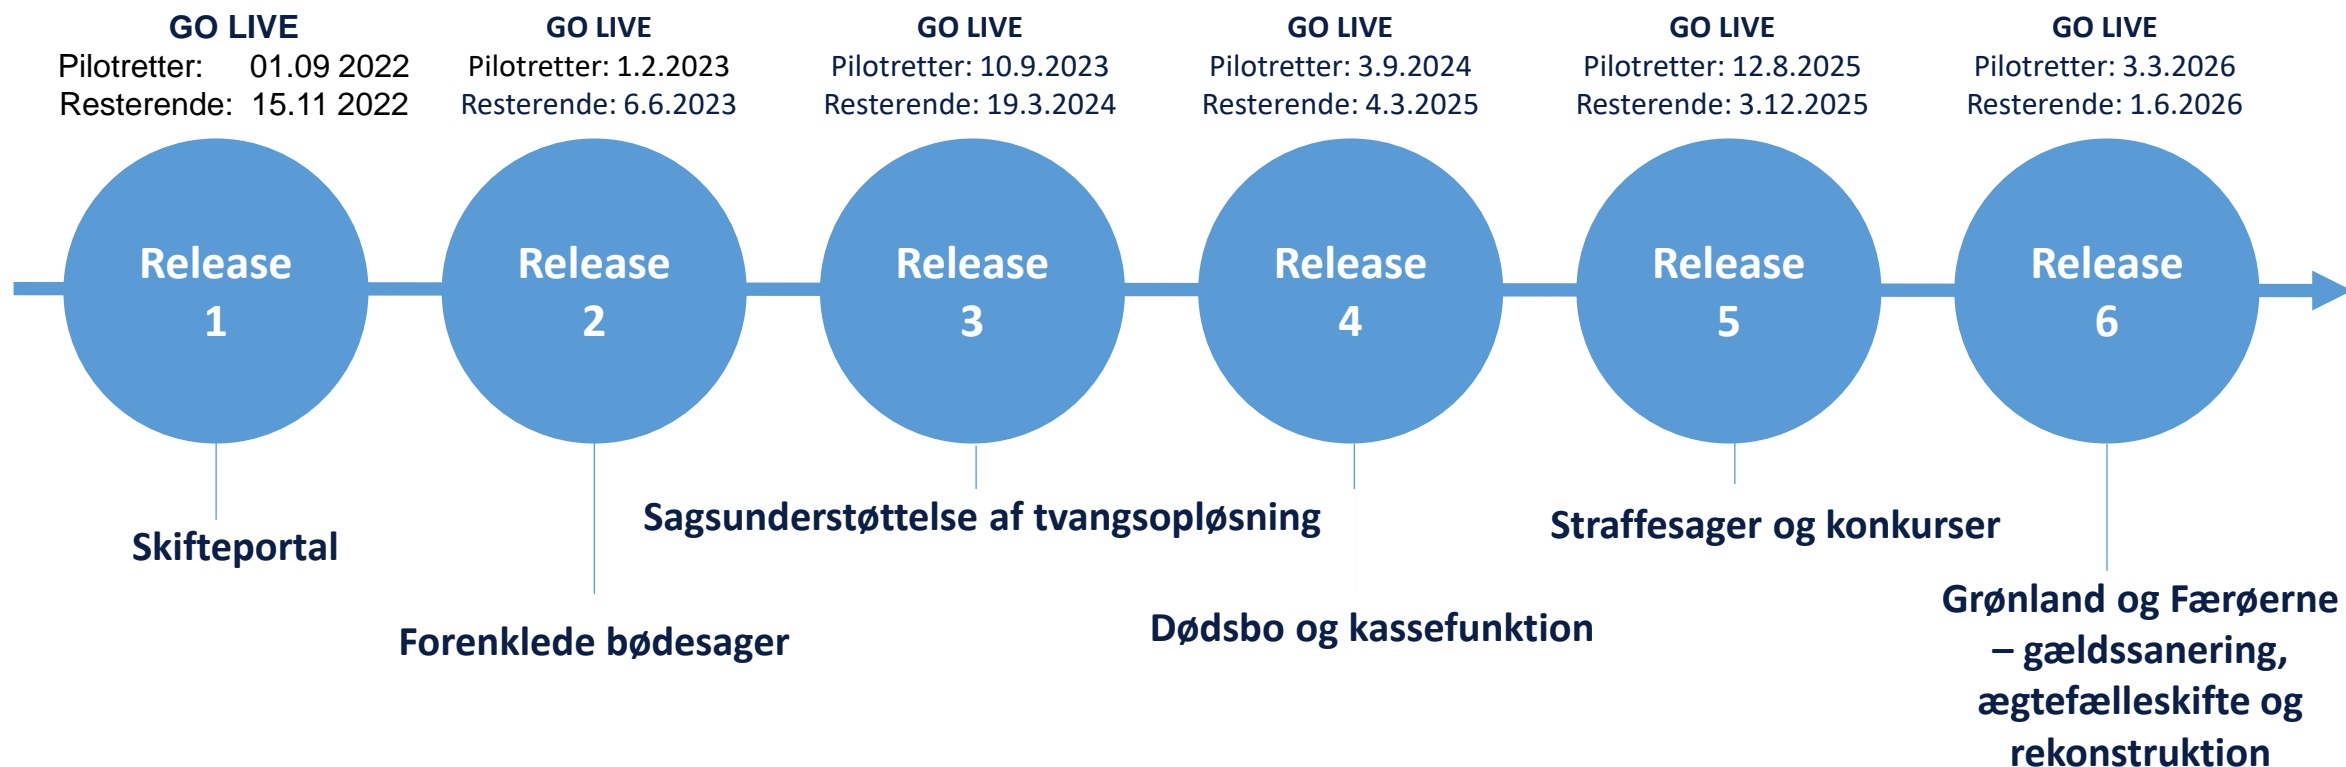 GO LIVE
Pilotretter: 01.09 2022
Resterende: 15.11 2022
GO LIVE
Pilotretter: 1.2.2023
Resterende: 6.6.2023
GO LIVE
Pilotretter: 10.9.2023
Resterende: 19.3.2024
GO LIVE
Pilotretter: 3.9.2024
Resterende: 4.3.2025
GO LIVE
Pilotretter: 12.8.2025
Resterende: 3.12.2025
GO LIVE
Pilotretter: 3.3.2026
Resterende: 1.6.2026
Release
1
Release
2
Release
3
Release
4
Release
5
Release
6
Skifteportal
Forenklede bødesager
Sagsunderstøttelse af tvangsopløsning
Dødsbo og kassefunktion
Straffesager og konkurser
Grønland og Færøerne
– gældssanering,
ægtefælleskifte og
rekonstruktion